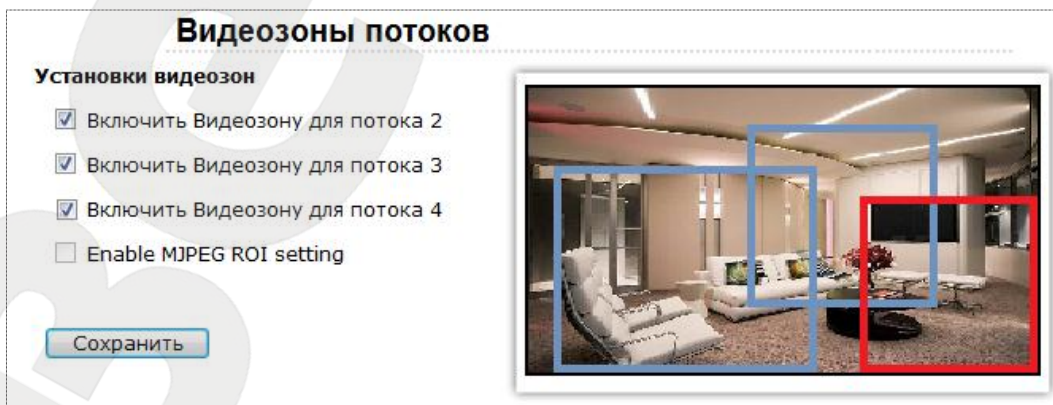 Видеозоны потоков
Установки видеозон
Включить Видеозону для потока 2
Включить Видеозону для потока 3
Включить Видеозону для потока 4
Enable MJPEG ROI setting
Сохранить